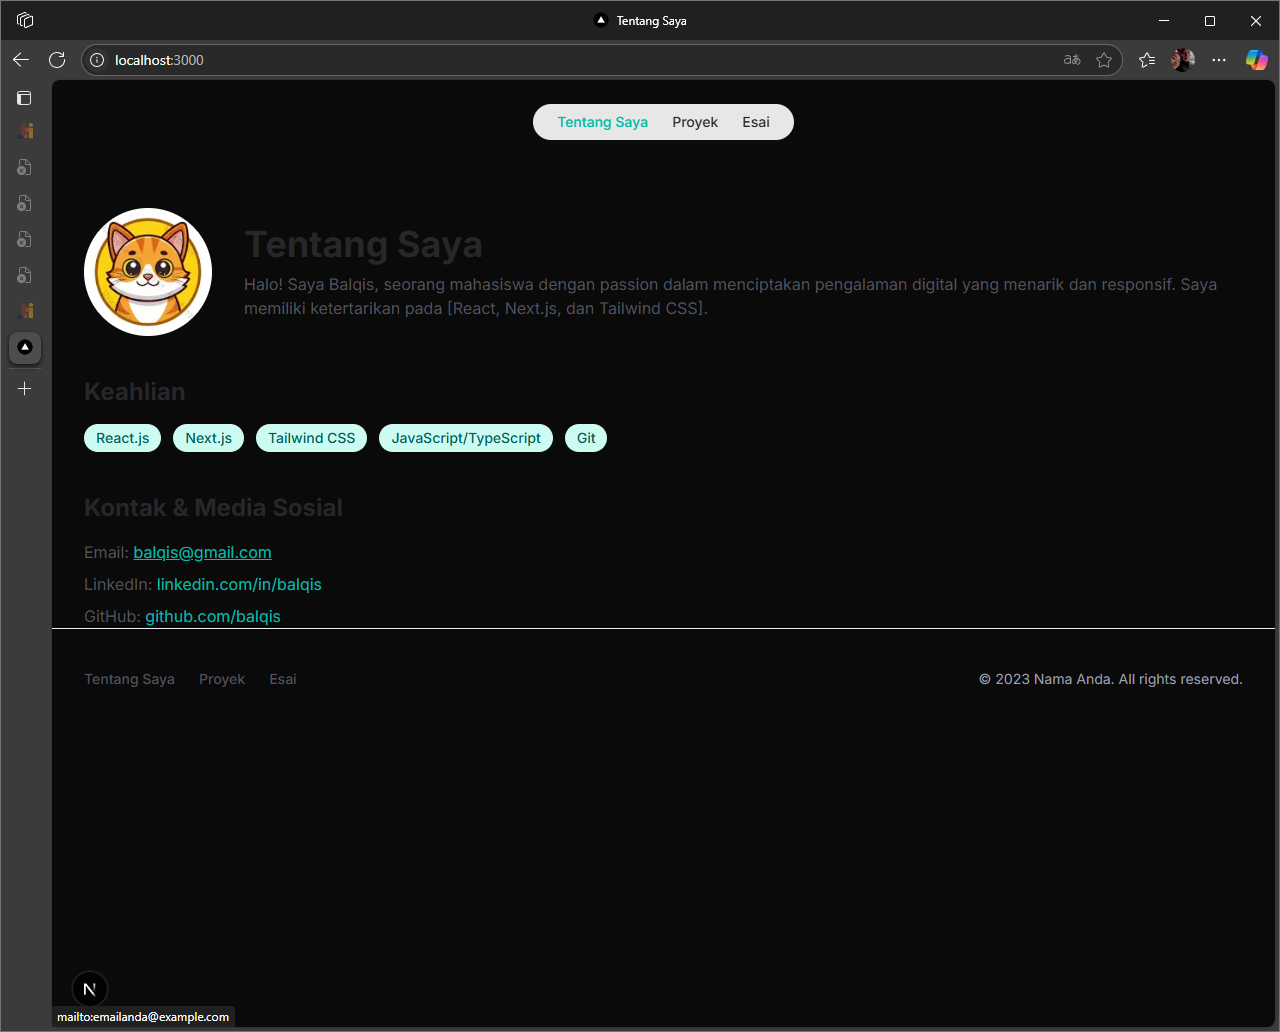 Tentang Saya
localhost:3000
aあ
Tentang Saya Proyek Esai
Tentang Saya
Halo! Saya Balqis, seorang mahasiswa dengan passion dalam menciptakan pengalaman digital yang menarik dan responsif. Saya
memiliki ketertarikan pada [React, Next.js, dan Tailwind CSS].
Keahlian
React.js Next.js Tailwind CSS JavaScript/TypeScript Git
Kontak & Media Sosial
Email: balqis@gmail.com
LinkedIn: linkedin.com/in/balqis
GitHub: github.com/balqis
Tentang Saya Proyek Esai © 2023 Nama Anda. All rights reserved.
N
mailto:emailanda@example.com